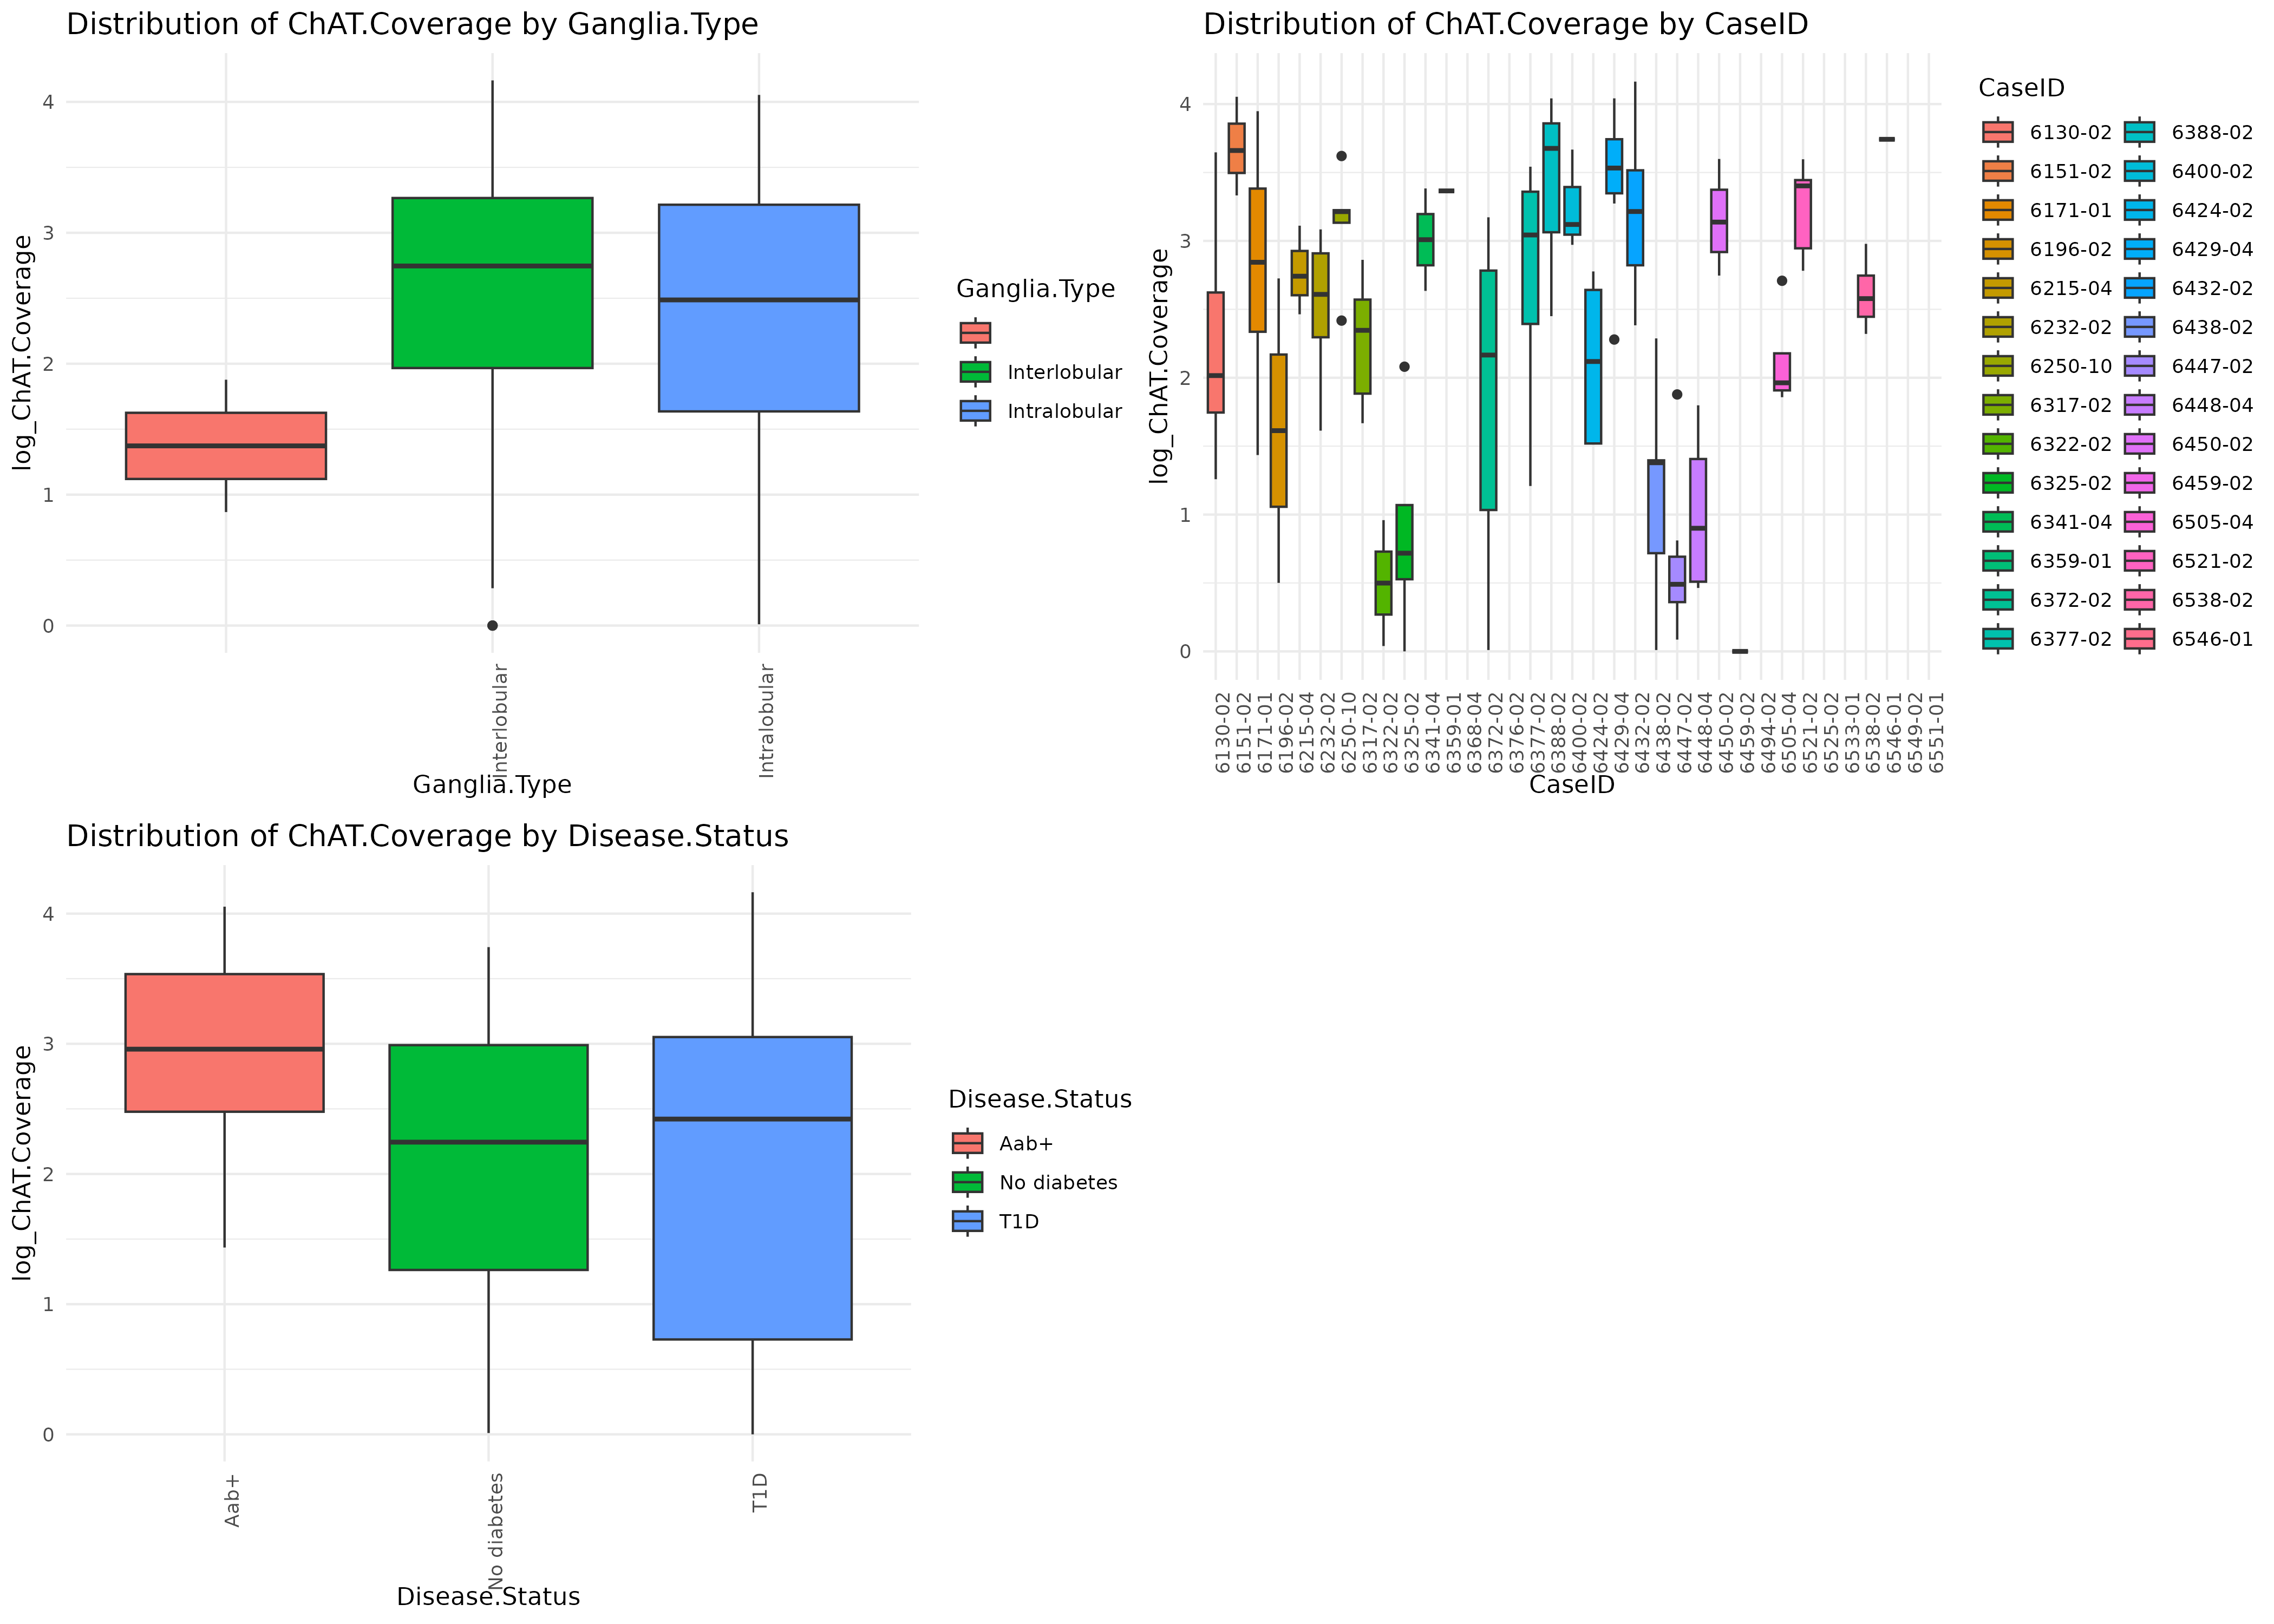 Distribution of ChAT.Coverage by Ganglia.Type
log_ChAT.Coverage
4
3
2
1
0
Interlobular
Intralobular
Ganglia.Type
Ganglia.Type
Interlobular
Intralobular
Distribution of ChAT.Coverage by CaseID
log_ChAT.Coverage
4
3
2
1
0
6130-02
6151-02
6171-01
6196-02
6215-04
6232-02
6250-10
6317-02
6322-02
6325-02
6341-04
6359-01
6368-04
6372-02
6376-02
6377-02
6388-02
6400-02
6424-02
6429-04
6432-02
6438-02
6447-02
6448-04
6450-02
6459-02
6494-02
6505-04
6521-02
6525-02
6533-01
6538-02
6546-01
6549-02
6551-01
CaseID
CaseID
6130-02 6388-02
6151-02 6400-02
6171-01 6424-02
6196-02 6429-04
6215-04 6432-02
6232-02 6438-02
6250-10 6447-02
6317-02 6448-04
6322-02 6450-02
6325-02 6459-02
6341-04 6505-04
6359-01 6521-02
6372-02 6538-02
6377-02 6546-01
Distribution of ChAT.Coverage by Disease.Status
log_ChAT.Coverage
4
3
2
1
0
Aab+
No diabetes
T1D
Disease.Status
Disease.Status
Aab+
No diabetes
T1D